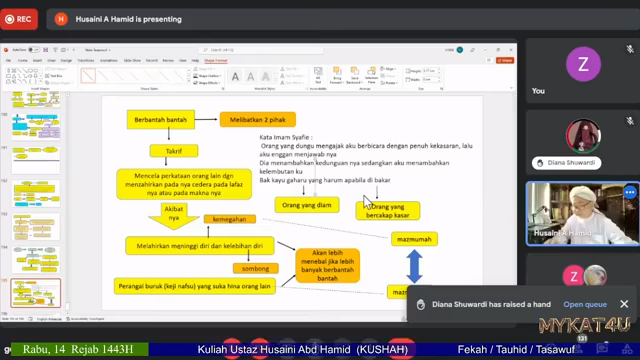 REC
H
Husaini A Hamid is presenting
Shape Format
Berbantah bantah
Melibatkan 2 pihak
Takrif
Mencela perkataan orang lain dgn
menzahirkan pada nya cedera pada lafaz
nya atau pada makna nya
Akibat
nya
Kata Imam Syafie :
Orang yang dungu mengajak aku berbicara dengan penuh kekasaran, lalu
aku enggan menjawab nya
Dia menambahkan kedunguan nya sedangkan aku menambahkan
kelembutan ku
Bak kayu gaharu yang harum apabila di bakar
Orang yang diam
Orang yang
bercakap kasar
kemegahan
Melahirkan meninggi diri dan kelebihan diri
sombong
Perangai buruk (keji nafsu) yang suka hina orang lain
Akan lebih
menebal jika lebih
banyak berbantah
bantah
mazmumah
Z
You
Diana Shuwardi
Husaini A Hamid
Z
Diana Shuwardi has raised a hand
Open queue
131
MYKAT4U
Rabu, 14 Rejab 1443H
Kuliah Ustaz Husaini Abd Hamid (KUSHAH)
Fekah / Tauhid / Tasawuf